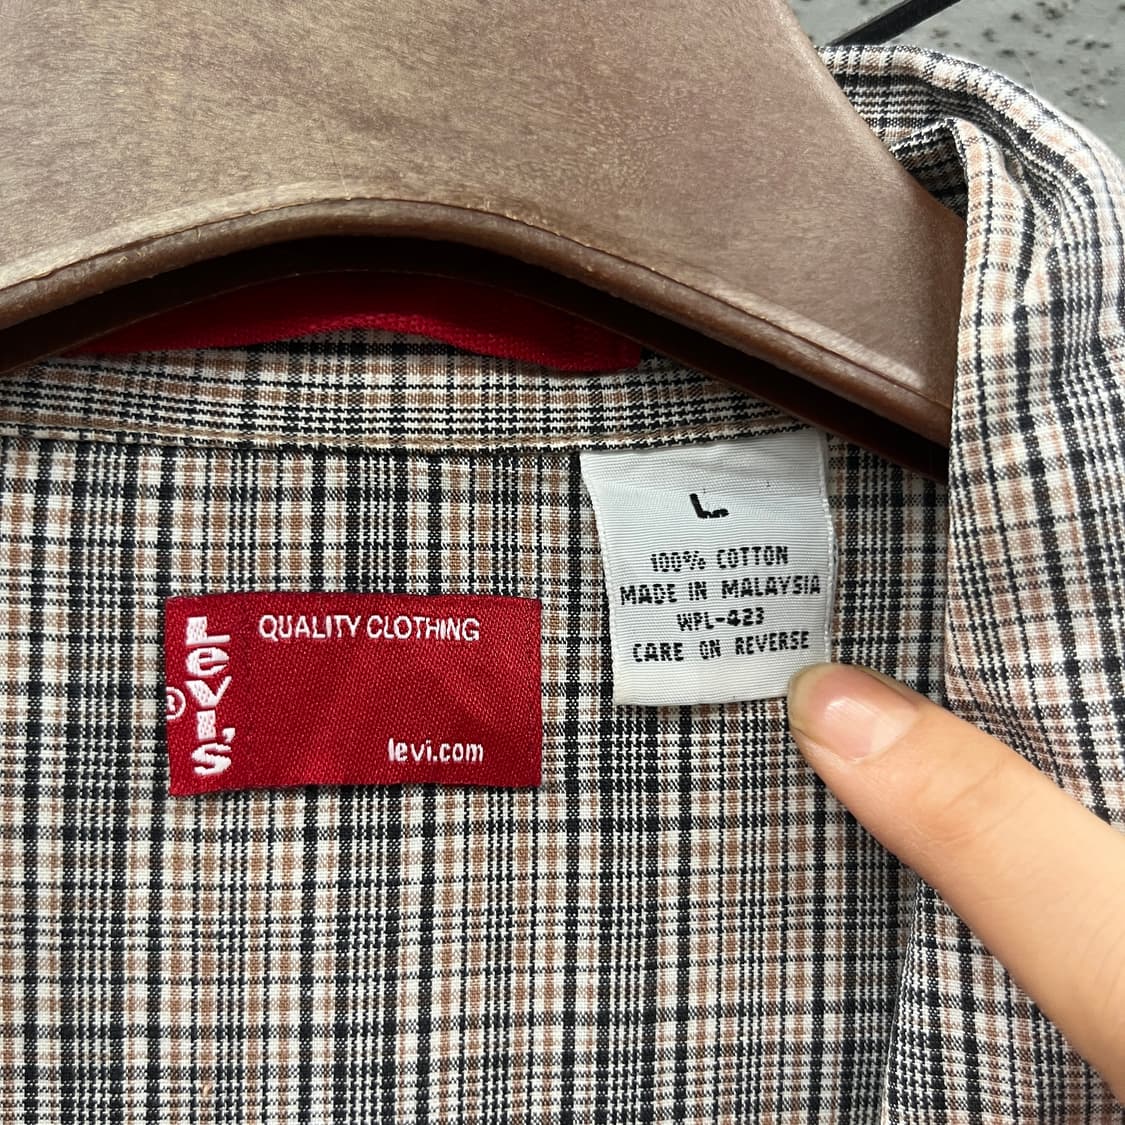 Levi's
®
QUALITY CLOTHING
levi.com
L
100% COTTON
MADE IN MALAYSIA
WPL-423
CARE ON REVERSE